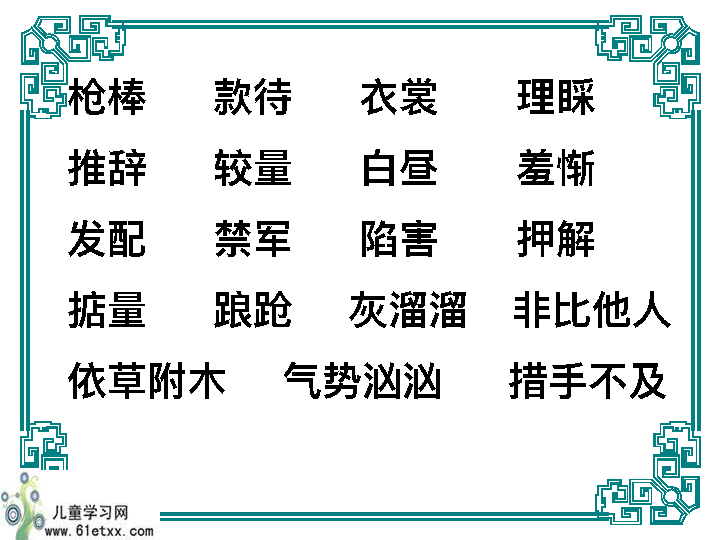 枪棒 款待 衣裳 理睬
推辞 较量 白昼 羞惭
发配 禁军 陷害 押解
掂量 踉跄 灰溜溜 非比他人
依草附木 气势汹汹 措手不及
儿童学习网
www.61etxx.com